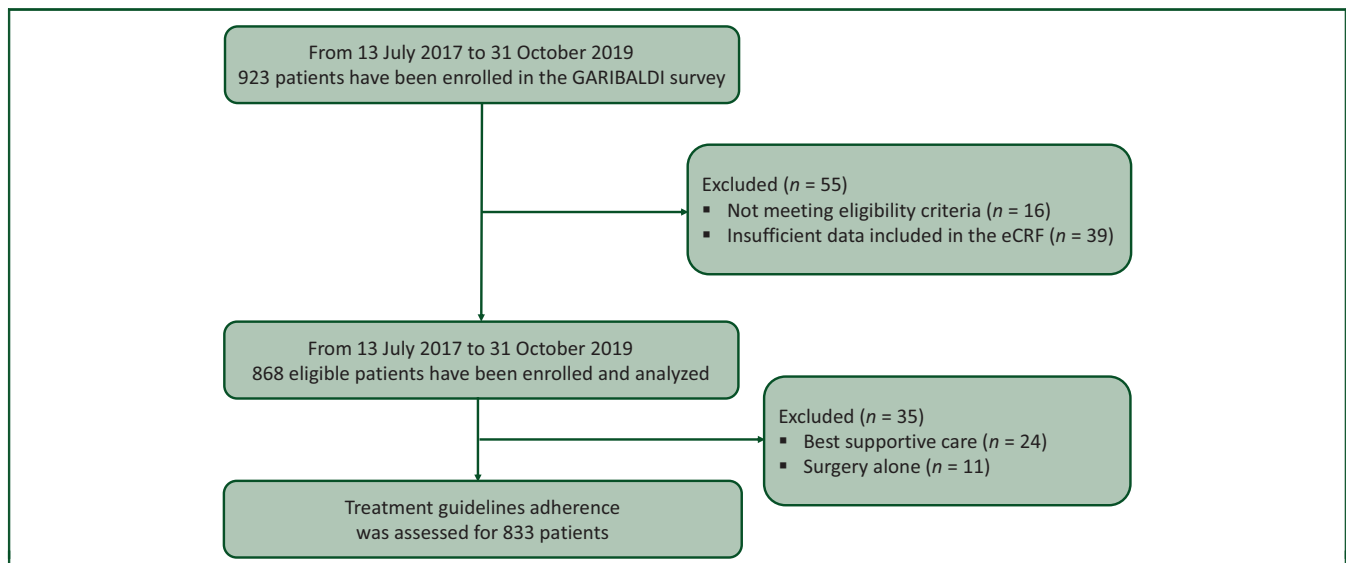 From 13 July 2017 to 31 October 2019
923 patients have been enrolled in the GARIBALDI survey
Excluded (n = 55)
▪ Not meeting eligibility criteria (n = 16)
▪ Insufficient data included in the eCRF (n = 39)
From 13 July 2017 to 31 October 2019
868 eligible patients have been enrolled and analyzed
Excluded (n = 35)
▪ Best supportive care (n = 24)
▪ Surgery alone (n = 11)
Treatment guidelines adherence
was assessed for 833 patients